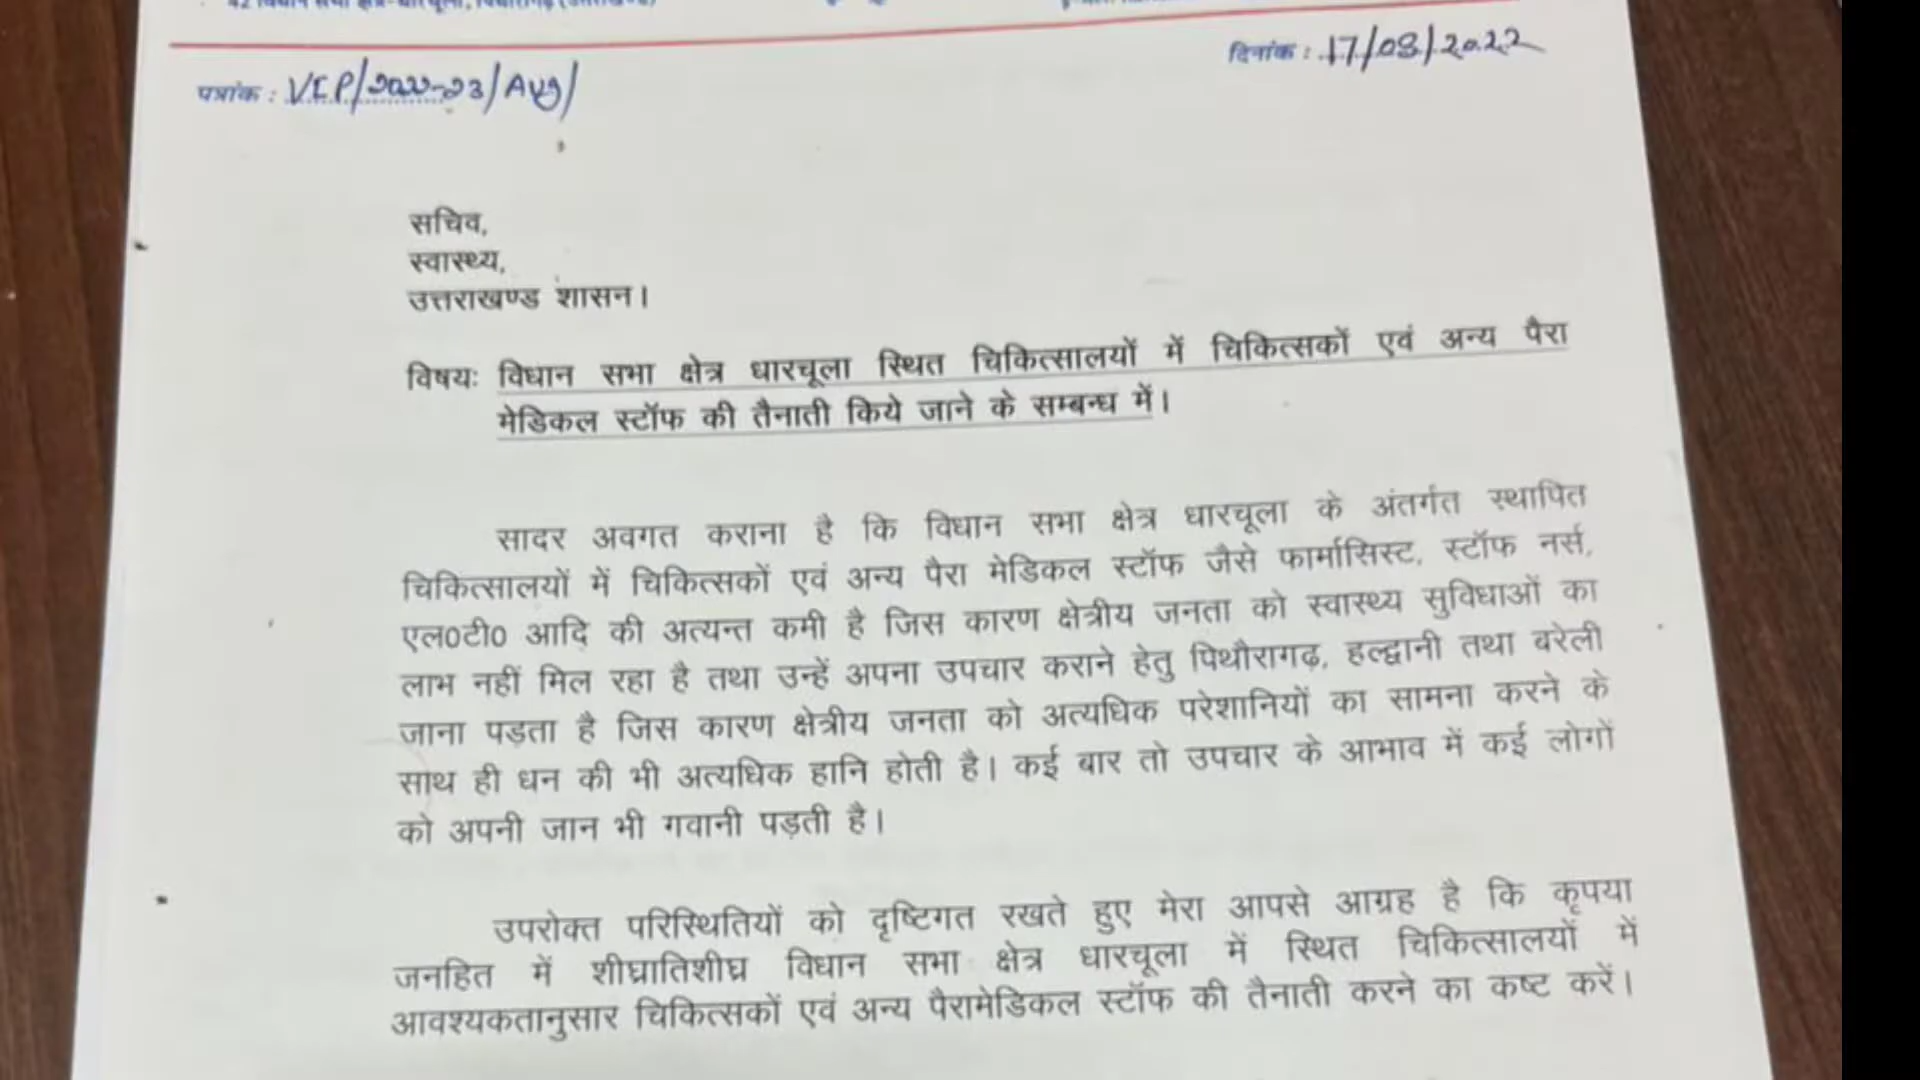 दिनांक : 17/08/2022
पत्रांक : VIP/2022-23/Aug/
सचिव,
स्वास्थ्य,
उत्तराखण्ड शासन।
विषयः विधान सभा क्षेत्र धारचूला स्थित चिकित्सालयों में चिकित्सकों एवं अन्य पैरा
मेडिकल स्टॉफ की तैनाती किये जाने के सम्बन्ध में।
सादर अवगत कराना है कि विधान सभा क्षेत्र धारचूला के अंतर्गत स्थापित
चिकित्सालयों में चिकित्सकों एवं अन्य पैरा मेडिकल स्टॉफ जैसे फार्मासिस्ट, स्टॉफ नर्स,
एल0टी0 आदि की अत्यन्त कमी है जिस कारण क्षेत्रीय जनता को स्वास्थ्य सुविधाओं का
लाभ नहीं मिल रहा है तथा उन्हें अपना उपचार कराने हेतु पिथौरागढ़, हल्द्वानी तथा बरेली
जाना पड़ता है जिस कारण क्षेत्रीय जनता को अत्यधिक परेशानियों का सामना करने के
साथ ही धन की भी अत्यधिक हानि होती है। कई बार तो उपचार के आभाव में कई लोगों
को अपनी जान भी गवानी पड़ती है।
उपरोक्त परिस्थितियों को दृष्टिगत रखते हुए मेरा आपसे आग्रह है कि कृपया
जनहित में शीघ्रातिशीघ्र विधान सभा क्षेत्र धारचूला में स्थित चिकित्सालयों में
आवश्यकतानुसार चिकित्सकों एवं अन्य पैरामेडिकल स्टॉफ की तैनाती करने का कष्ट करें।